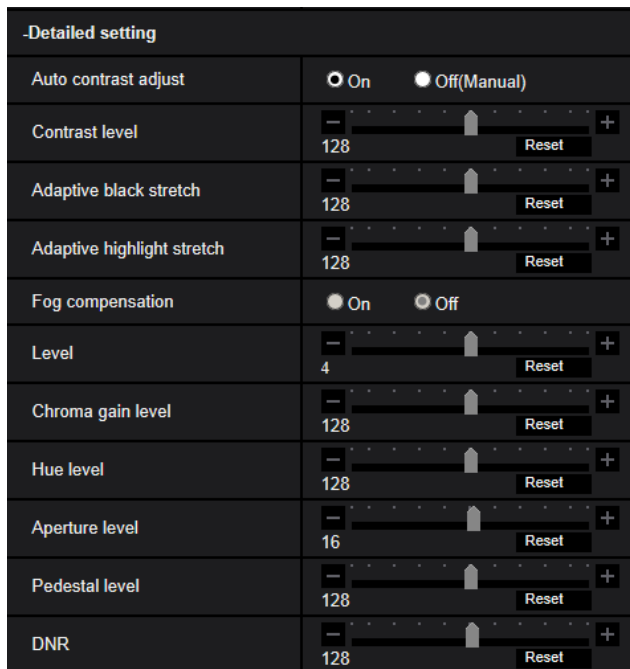 -Detailed setting
Auto contrast adjust On Off(Manual)
Contrast level 128 Reset
Adaptive black stretch 128 Reset
Adaptive highlight stretch 128 Reset
Fog compensation On Off
Level 4 Reset
Chroma gain level 128 Reset
Hue level 128 Reset
Aperture level 16 Reset
Pedestal level 128 Reset
DNR 128 Reset